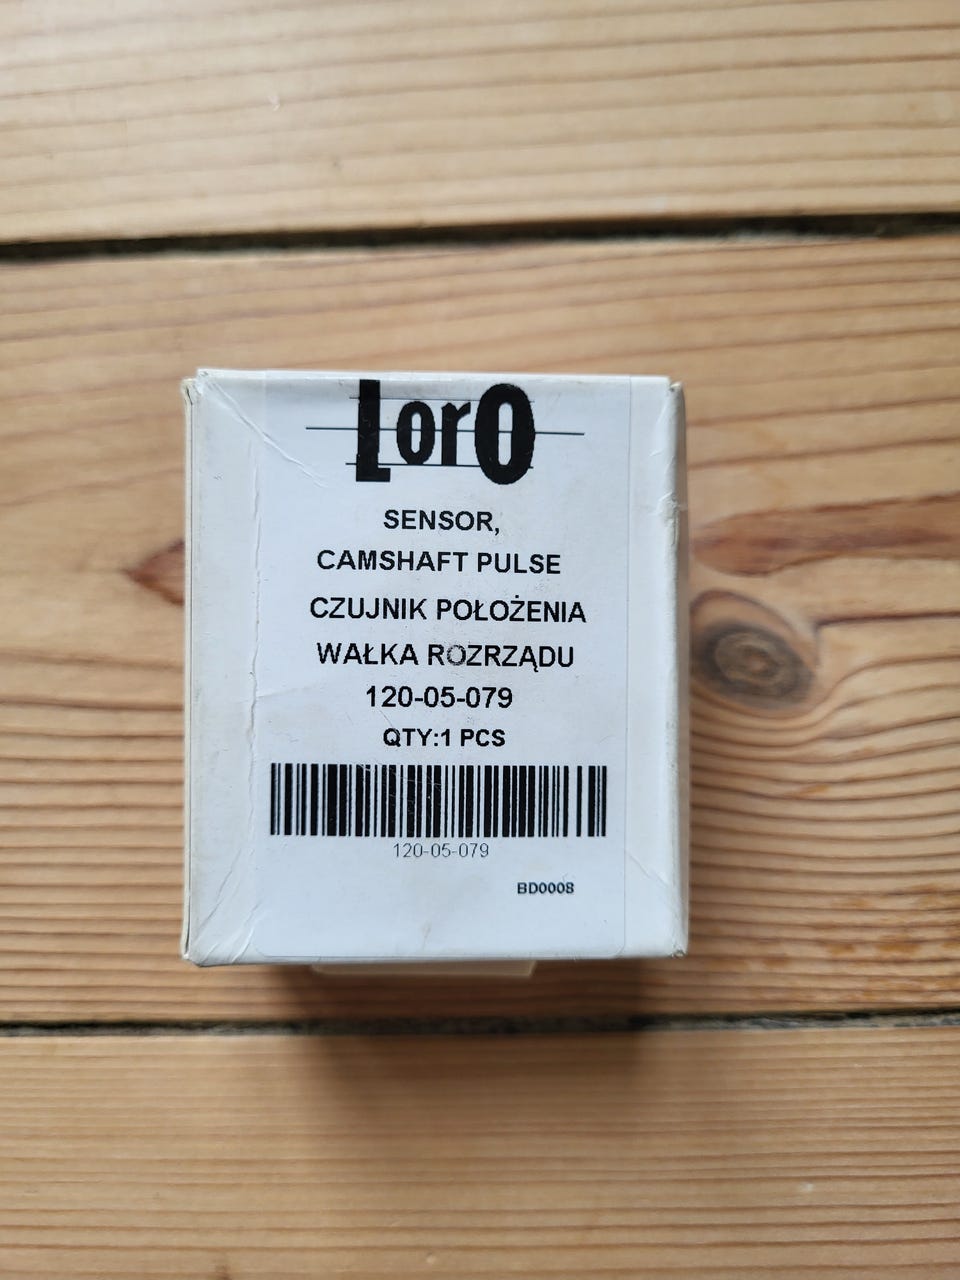 LorO
SENSOR,
CAMSHAFT PULSE
CZUJNIK POŁOŻENIA
WAŁKA ROZRZĄDU
120-05-079
QTY:1 PCS
120-05-079
BD0008